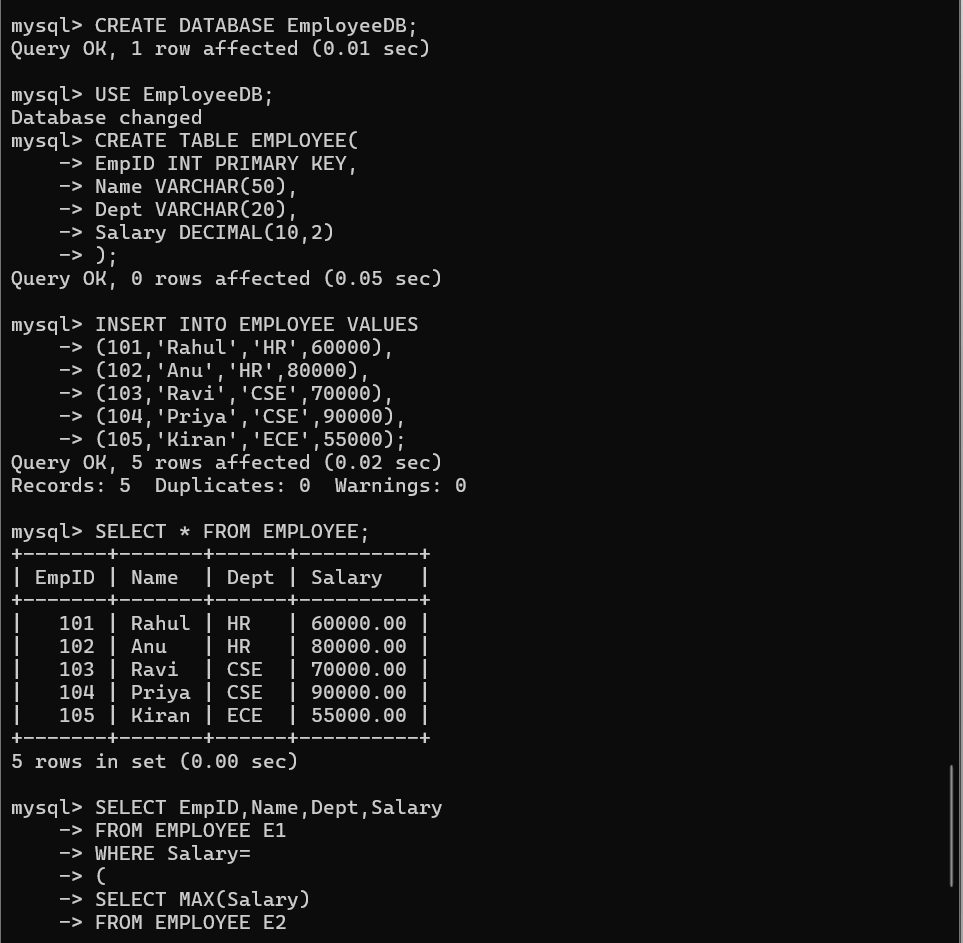 mysql> CREATE DATABASE EmployeeDB;
Query OK, 1 row affected (0.01 sec)

mysql> USE EmployeeDB;
Database changed
mysql> CREATE TABLE EMPLOYEE(
    -> EmpID INT PRIMARY KEY,
    -> Name VARCHAR(50),
    -> Dept VARCHAR(20),
    -> Salary DECIMAL(10,2)
    -> );
Query OK, 0 rows affected (0.05 sec)

mysql> INSERT INTO EMPLOYEE VALUES
    -> (101,'Rahul','HR',60000),
    -> (102,'Anu','HR',80000),
    -> (103,'Ravi','CSE',70000),
    -> (104,'Priya','CSE',90000),
    -> (105,'Kiran','ECE',55000);
Query OK, 5 rows affected (0.02 sec)
Records: 5  Duplicates: 0  Warnings: 0

mysql> SELECT * FROM EMPLOYEE;
+-------+-------+------+----------+
| EmpID | Name  | Dept | Salary   |
+-------+-------+------+----------+
|   101 | Rahul | HR   | 60000.00 |
|   102 | Anu   | HR   | 80000.00 |
|   103 | Ravi  | CSE  | 70000.00 |
|   104 | Priya | CSE  | 90000.00 |
|   105 | Kiran | ECE  | 55000.00 |
+-------+-------+------+----------+
5 rows in set (0.00 sec)

mysql> SELECT EmpID,Name,Dept,Salary
    -> FROM EMPLOYEE E1
    -> WHERE Salary=
    -> (
    -> SELECT MAX(Salary)
    -> FROM EMPLOYEE E2